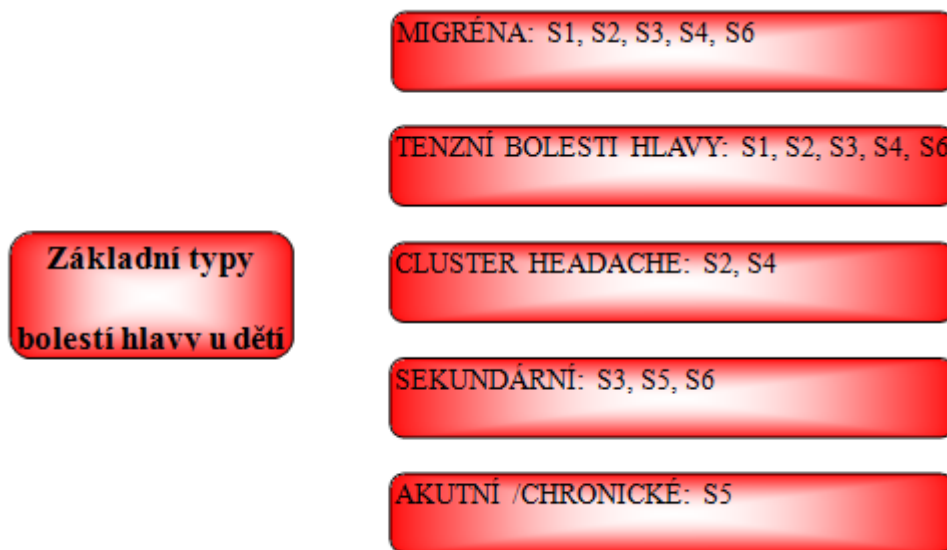 MIGRÉNA: S1, S2, S3, S4, S6
TENZNÍ BOLESTI HLAVY: S1, S2, S3, S4, S6
Základní typy
bolestí hlavy u dětí
CLUSTER HEADACHE: S2, S4
SEKUNDÁRNÍ: S3, S5, S6
AKUTNÍ /CHRONICKÉ: S5